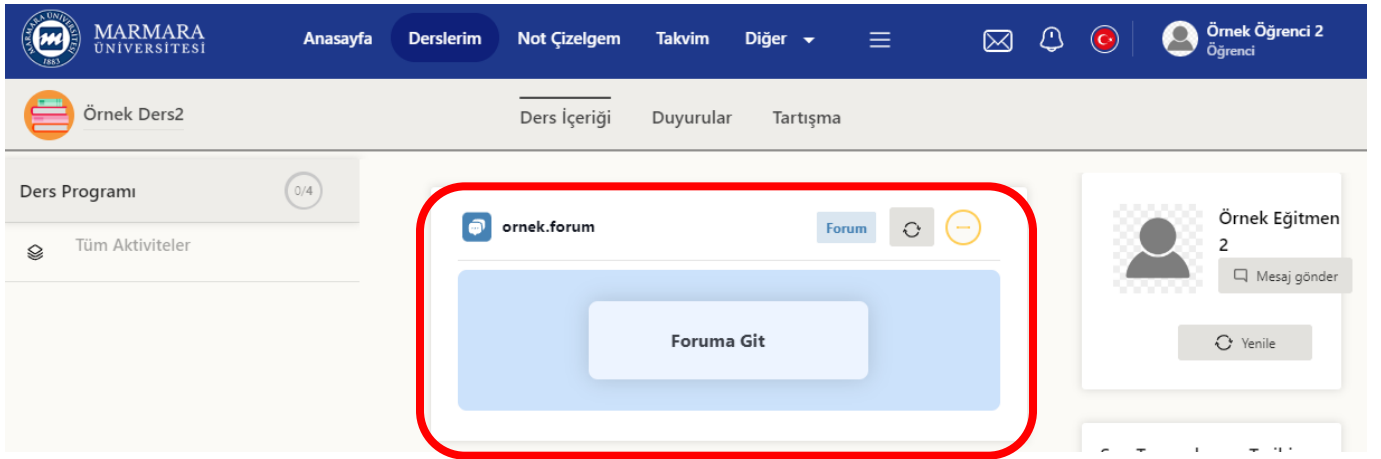 MARMARA
ÜNİVERSİTESİ
Anasayfa
Derslerim
Not Çizelgem
Takvim
Diğer
Örnek Öğrenci 2
Öğrenci
Örnek Ders2
Ders İçeriği
Duyurular
Tartışma
Ders Programı
0/4
Tüm Aktiviteler
ornek.forum
Forum
Foruma Git
Örnek Eğitmen
2
Mesaj gönder
Yenile